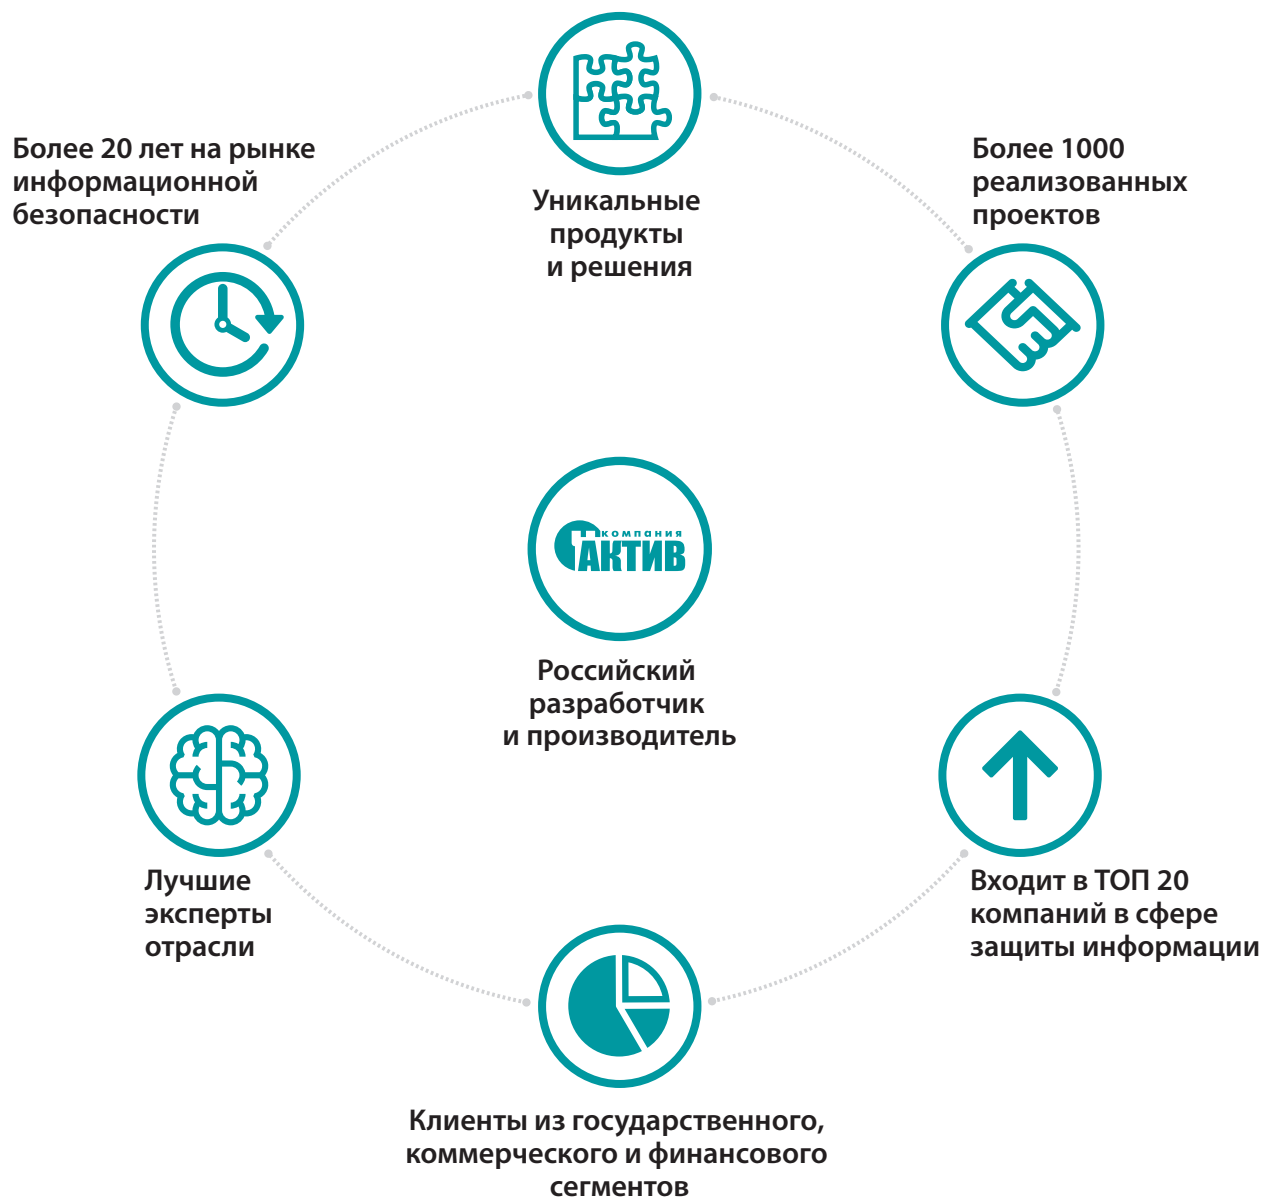 Более 20 лет на рынке
информационной
безопасности
Уникальные
продукты
и решения
Более 1000
реализованных
проектов
компания
АКТИВ
Российский
разработчик
и производитель
Лучшие
эксперты
отрасли
Входит в ТОП 20
компаний в сфере
защиты информации
Клиенты из государственного,
коммерческого и финансового
сегментов